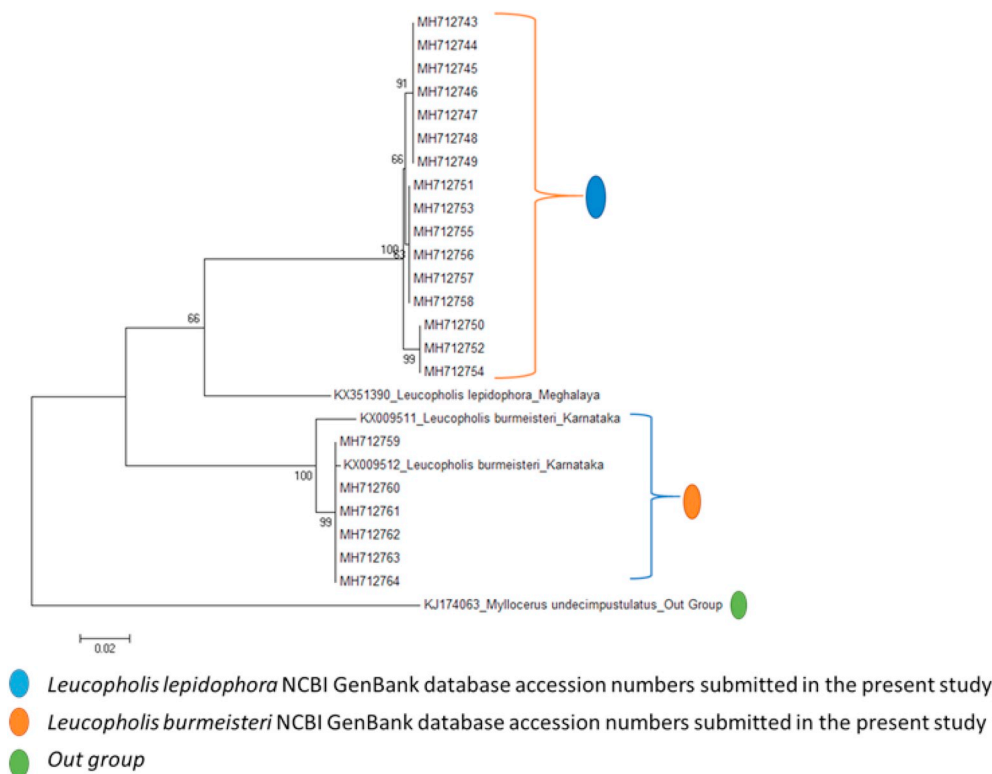 MH712743
MH712744
MH712745
91
MH712746
MH712747
MH712748
66
MH712749
MH712751
MH712753
MH712755
100
63
MH712756
MH712757
MH712758
66
MH712750
MH712752
99
MH712754
KX351390_Leucopholis lepidophora_Meghalaya
KX009511_Leucopholis burmeisteri_Karnataka
MH712759
KX009512_Leucopholis burmeisteri_Karnataka
100
MH712760
MH712761
99
MH712762
MH712763
MH712764
KJ174063_Myllocerus undecimpustulatus_Out Group
0.02
Leucopholis lepidophora NCBI GenBank database accession numbers submitted in the present study
Leucopholis burmeisteri NCBI GenBank database accession numbers submitted in the present study
Out group